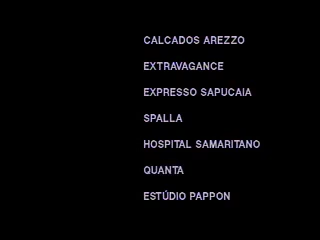 CALCADOS AREZZO
EXTRAVAGANCE
EXPRESSO SAPUCAIA
SPALLA
HOSPITAL SAMARITANO
QUANTA
ESTÚDIO PAPPON